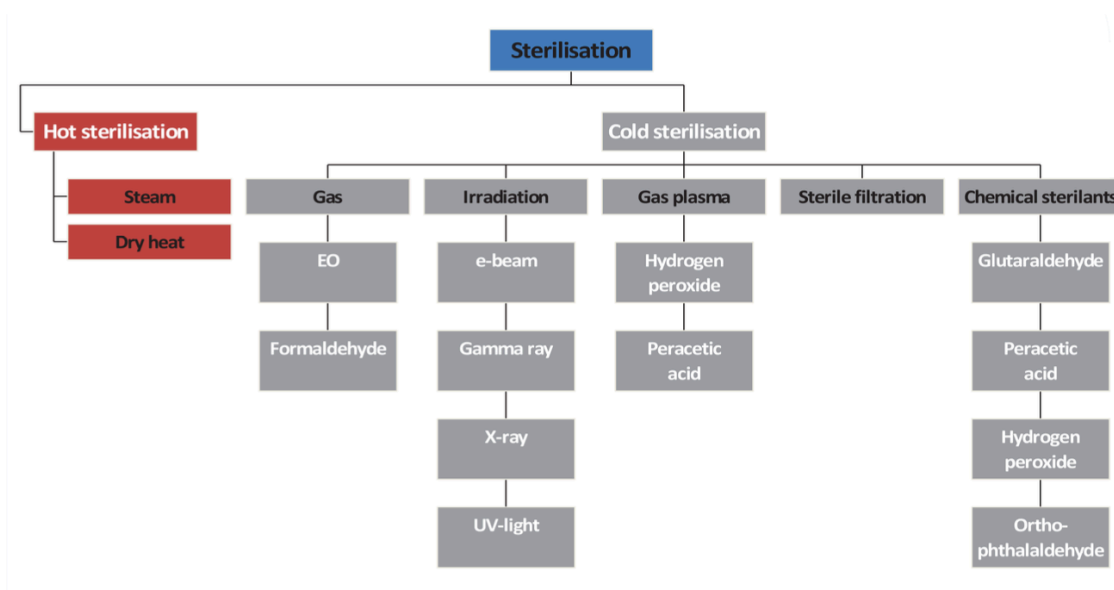 Sterilisation
Hot sterilisation
Cold sterilisation
Steam
Gas
Irradiation
Gas plasma
Sterile filtration
Chemical sterilants
Dry heat
EO
e-beam
Hydrogen
peroxide
Glutaraldehyde
Formaldehyde
Gamma ray
Peracetic
acid
Peracetic
acid
X-ray
Hydrogen
peroxide
UV-light
Ortho-
phthalaldehyde